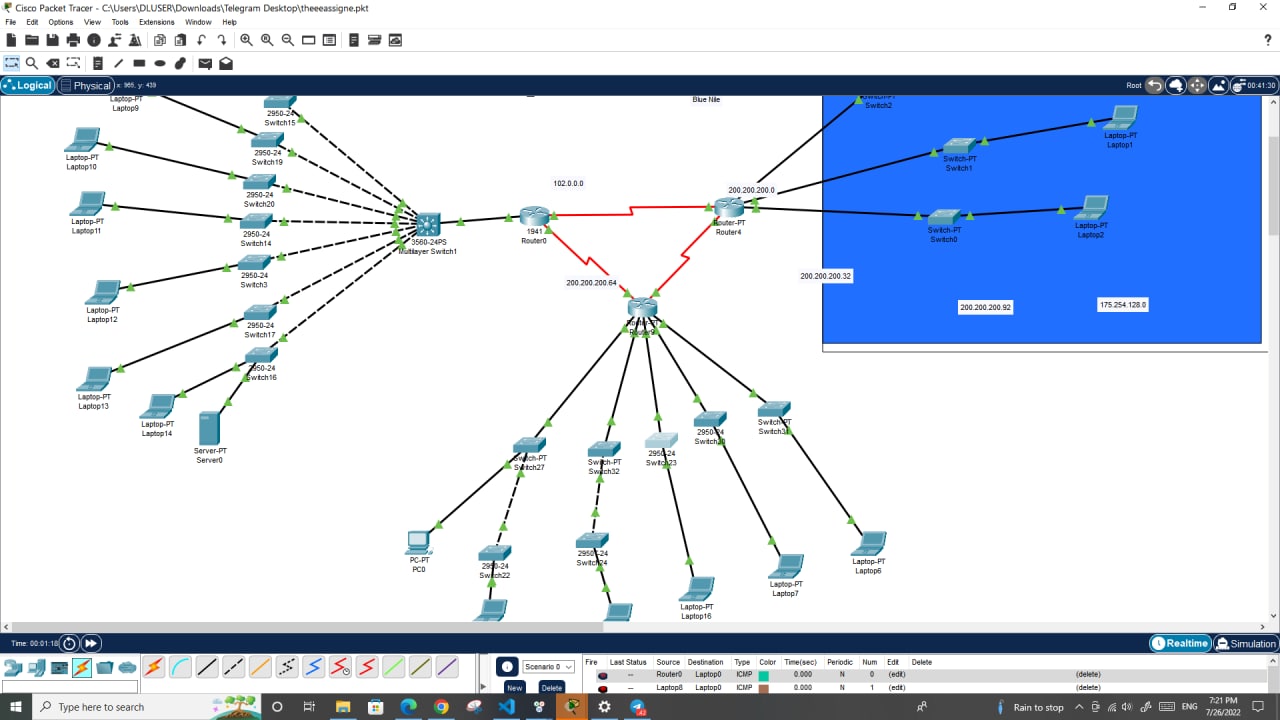 Cisco Packet Tracer - C:\Users\DLUSER\Downloads\Telegram Desktop\theeeassigne.pkt
File Edit Options View Tools Extensions Window Help
Logical Physical x: 965, y: 439 Root 00:41:30
Laptop-PT
Laptop9
2950-24
Switch15
Blue Nile
Switch-PT
Switch2
Laptop-PT
Laptop1
Switch-PT
Switch1
Laptop-PT
Laptop10
2950-24
Switch19
2950-24
Switch20
102.0.0.0
200.200.200.0
Laptop-PT
Laptop11
2950-24
Switch14
3560-24PS
Multilayer Switch1
1941
Router0
Router-PT
Router4
Switch-PT
Switch0
Laptop-PT
Laptop2
2950-24
Switch3
200.200.200.64
200.200.200.32
200.200.200.92
175.254.128.0
Laptop-PT
Laptop12
2950-24
Switch17
Router-PT
Router9
2950-24
Switch16
Laptop-PT
Laptop13
Laptop-PT
Laptop14
Server-PT
Server0
Switch-PT
Switch27
Switch-PT
Switch32
2950-24
Switch23
2950-24
Switch-PT
PC-PT
PC0
2950-24
Switch22
2950-24
Switch24
Laptop-PT
Laptop16
Laptop-PT
Laptop7
Laptop-PT
Laptop6
Time: 00:01:18 Realtime Simulation
Scenario 0 Fire Last Status Source Destination Type Color Time(sec) Periodic Num Edit Delete
-- Router0 Laptop0 ICMP 0.000 N 0 (edit) (delete)
New Delete -- Laptop8 Laptop0 ICMP 0.000 N 1 (edit) (delete)
Type here to search Rain to stop ENG 7:21 PM
7/26/2022